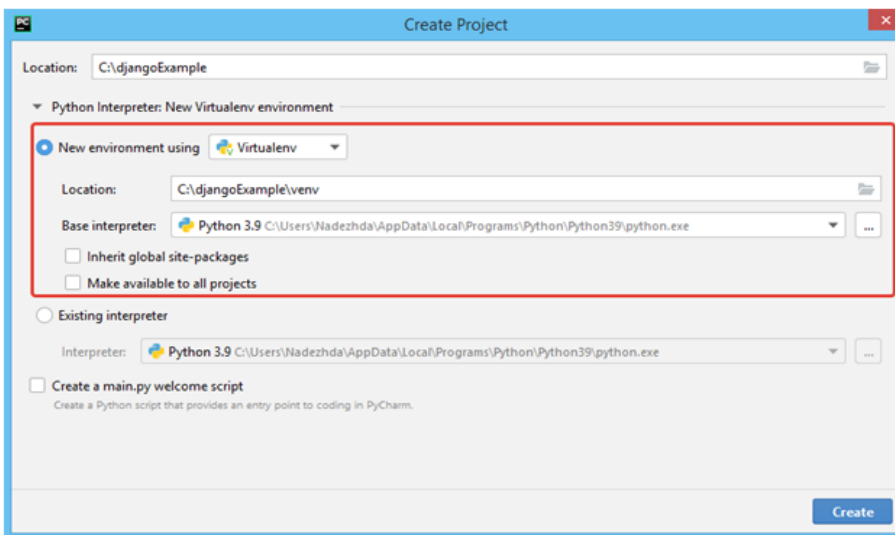 PC Create Project
Location: C:\djangoExample
Python Interpreter: New Virtualenv environment
New environment using Virtualenv
Location: C:\djangoExample\venv
Base interpreter: Python 3.9 C:\Users\Nadezhda\AppData\Local\Programs\Python\Python39\python.exe ...
Inherit global site-packages
Make available to all projects
Existing interpreter
Interpreter: Python 3.9 C:\Users\Nadezhda\AppData\Local\Programs\Python\Python39\python.exe ...
Create a main.py welcome script
Create a Python script that provides an entry point to coding in PyCharm.
Create